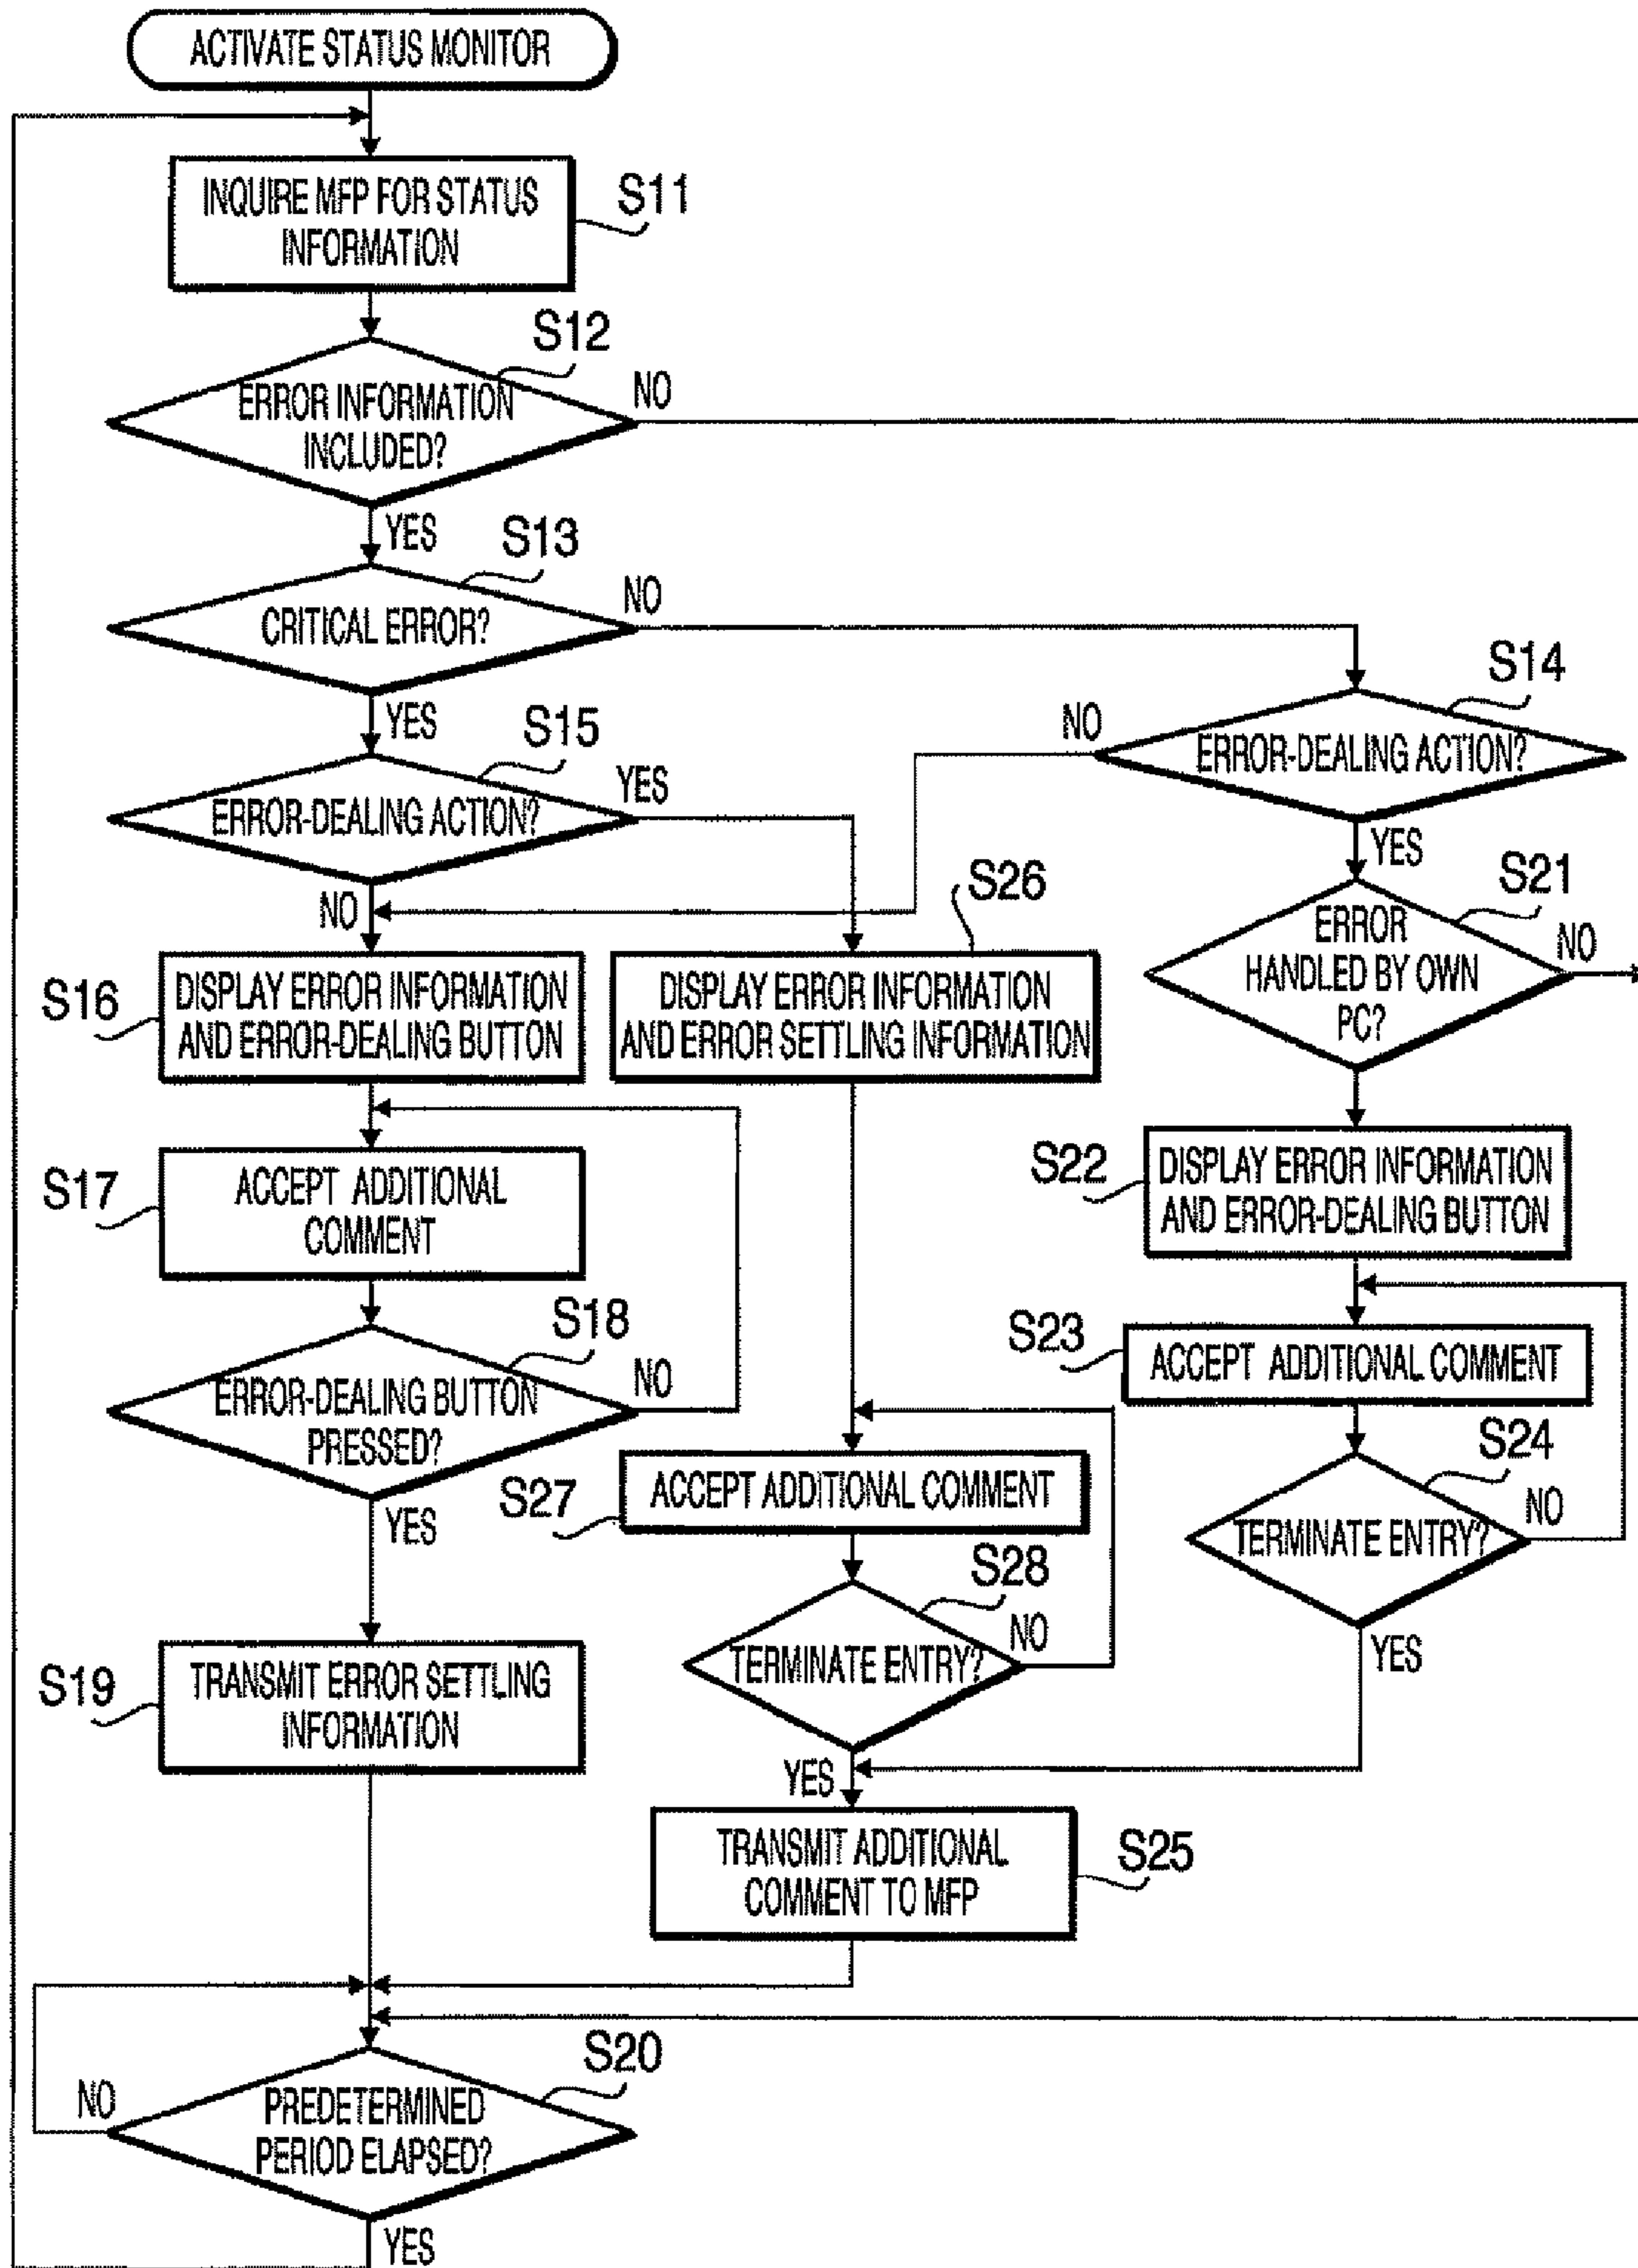 ACTIVATE STATUS MONITOR
INQUIRE MFP FOR STATUS
INFORMATION
S11
S12
ERROR INFORMATION
INCLUDED?
NO
YES
S13
CRITICAL ERROR?
NO
YES
S14
ERROR-DEALING ACTION?
NO
YES
S15
ERROR-DEALING ACTION?
YES
NO
S16
DISPLAY ERROR INFORMATION
AND ERROR-DEALING BUTTON
S26
DISPLAY ERROR INFORMATION
AND ERROR SETTLING INFORMATION
S21
ERROR
HANDLED BY OWN
PC?
NO
S17
ACCEPT ADDITIONAL
COMMENT
S22
DISPLAY ERROR INFORMATION
AND ERROR-DEALING BUTTON
S18
ERROR-DEALING BUTTON
PRESSED?
NO
YES
S23
ACCEPT ADDITIONAL COMMENT
S24
TERMINATE ENTRY?
NO
YES
S27
ACCEPT ADDITIONAL COMMENT
S28
TERMINATE ENTRY?
NO
YES
S19
TRANSMIT ERROR SETTLING
INFORMATION
TRANSMIT ADDITIONAL
COMMENT TO MFP
S25
S20
PREDETERMINED
PERIOD ELAPSED?
NO
YES